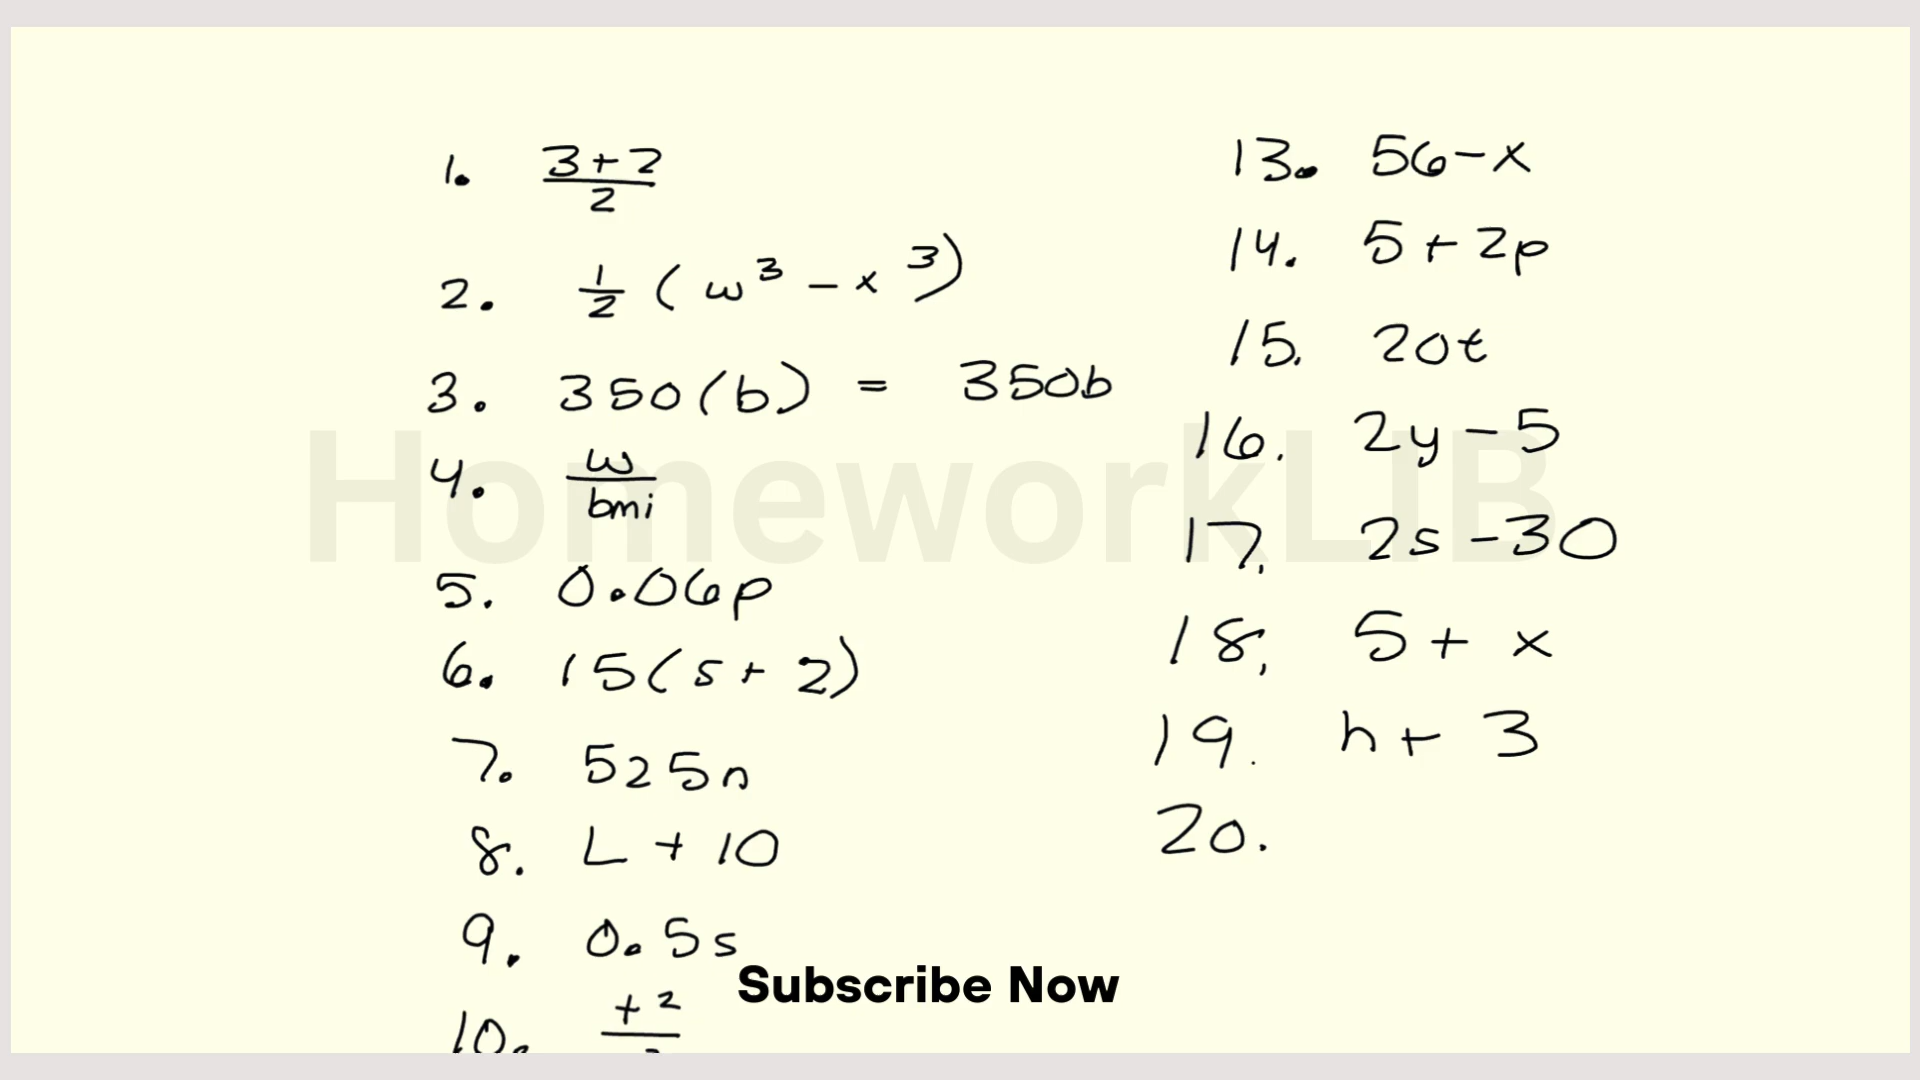 1. 3+2/2
2. 1/2 (w³ - x³)
3. 350(b) = 350b
4. w/bmi
5. 0.06p
6. 15(s+2)
7. 525n
8. L + 10
9. 0.5s
10.
13. 56-x
14. 5+2p
15. 20t
16. 2y-5
17. 2s-30
18. 5+ x
19. h+ 3
20.
HomeworkLIB
Subscribe Now